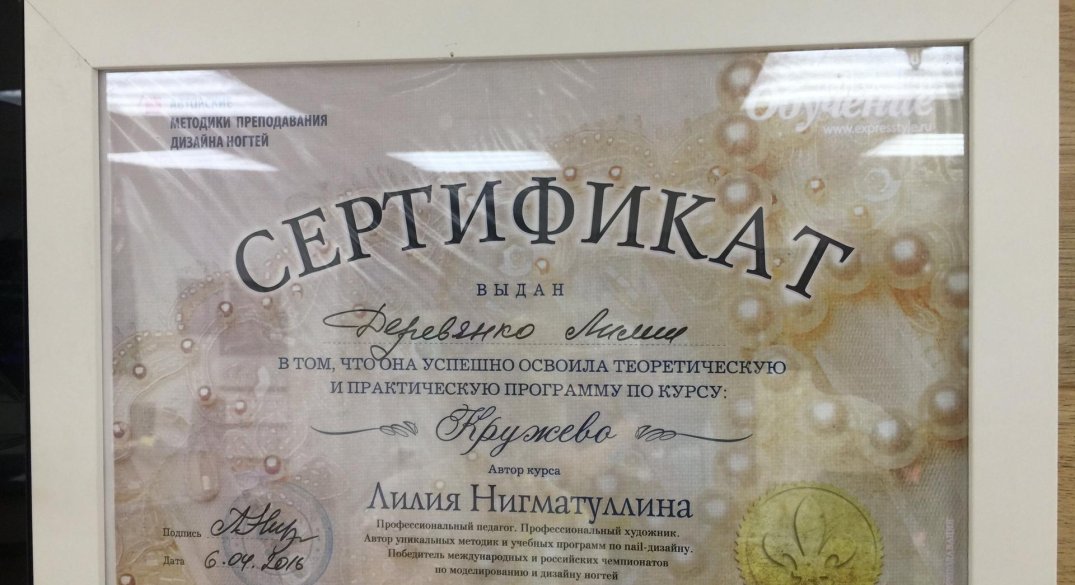 АВТОРСКИЕ
МЕТОДИКИ ПРЕПОДАВАНИЯ
ДИЗАЙНА НОГТЕЙ
Обучение
www.expresstyle.ru
СЕРТИФИКАТ
ВЫДАН
Деревянко Лилии
В ТОМ, ЧТО ОНА УСПЕШНО ОСВОИЛА ТЕОРЕТИЧЕСКУЮ
И ПРАКТИЧЕСКУЮ ПРОГРАММУ ПО КУРСУ:
Кружево
Автор курса
Лилия Нигматуллина
Профессиональный педагог. Профессиональный художник.
Автор уникальных методик и учебных программ по nail-дизайну.
Победитель международных и российских чемпионатов
по моделированию и дизайну ногтей
Подпись
Дата 6.04.2016